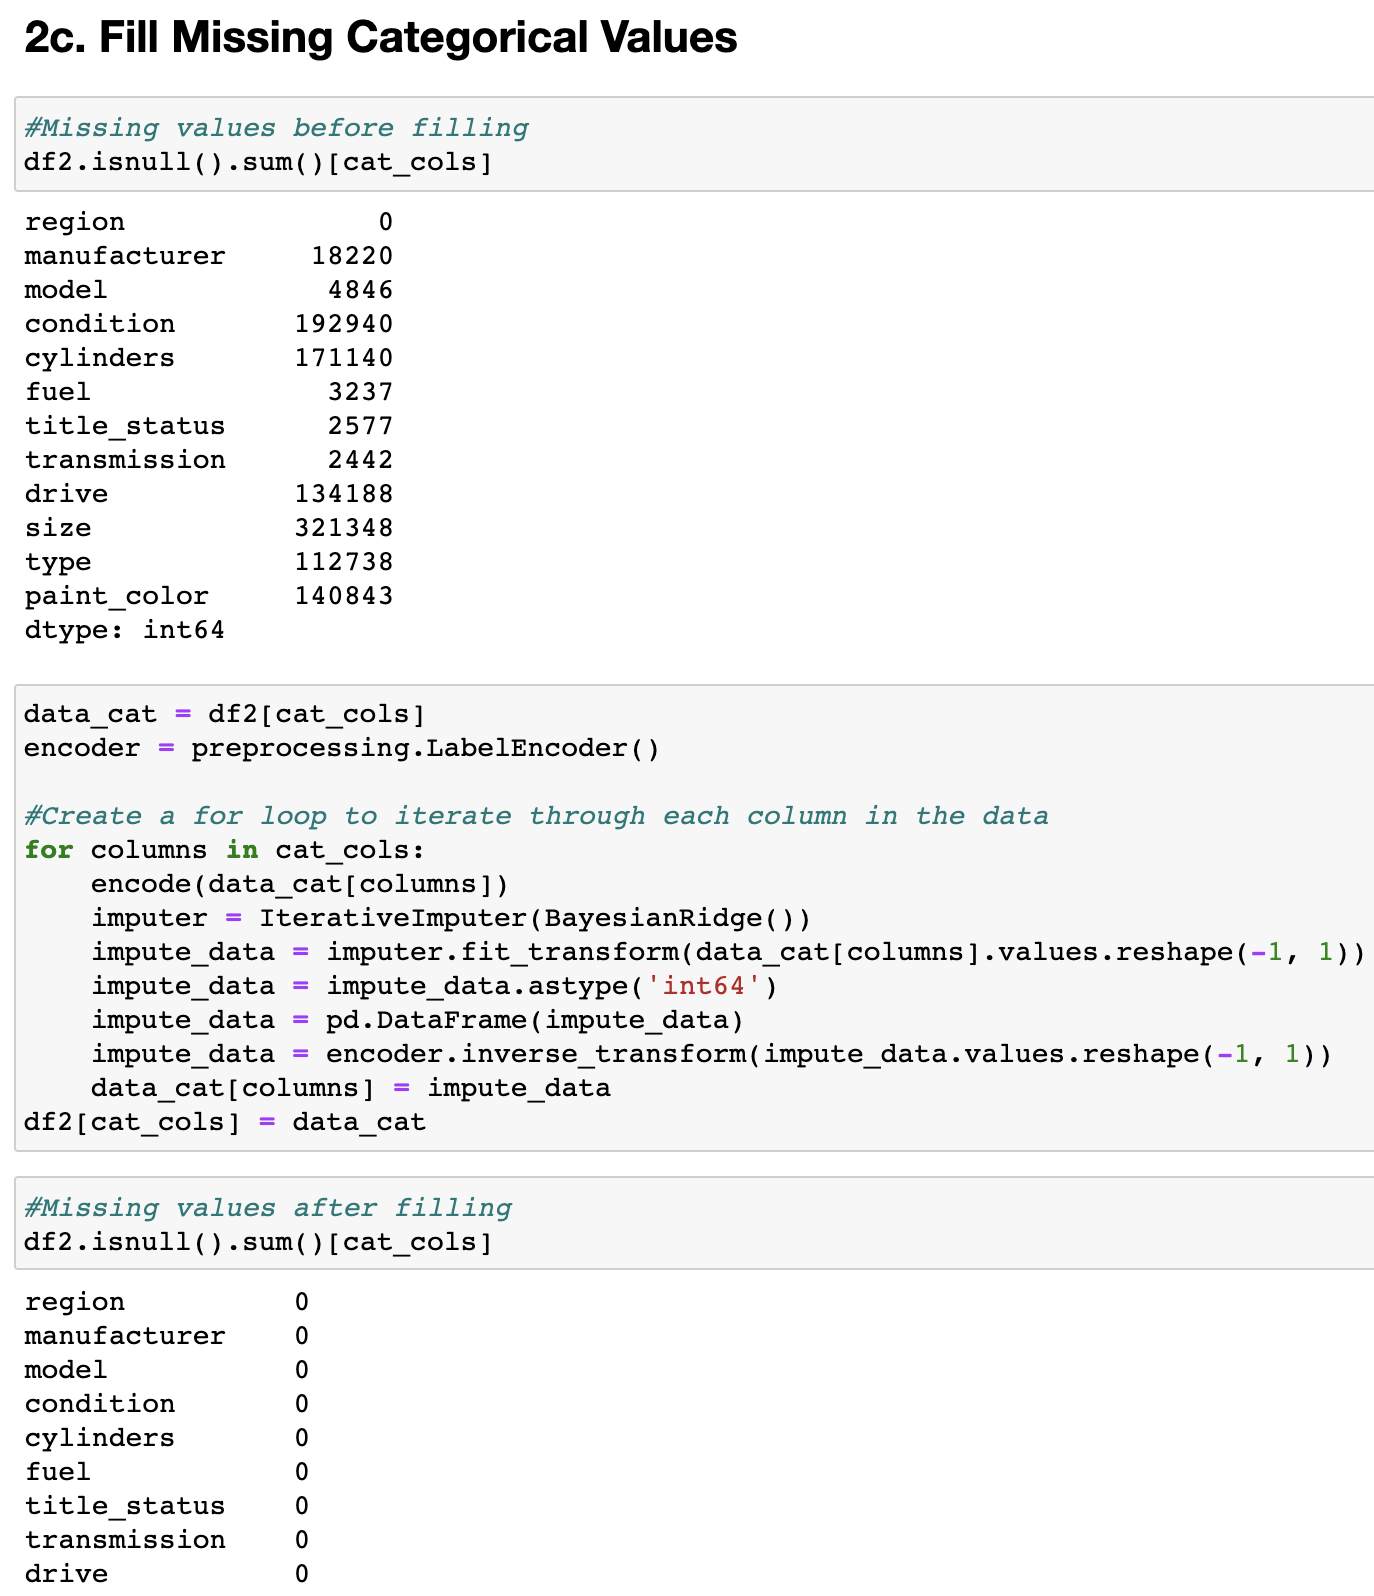 2c. Fill Missing Categorical Values
#Missing values before filling
df2.isnull().sum()[cat_cols]
region 0
manufacturer 18220
model 4846
condition 192940
cylinders 171140
fuel 3237
title_status 2577
transmission 2442
drive 134188
size 321348
type 112738
paint_color 140843
dtype: int64
data_cat = df2[cat_cols]
encoder = preprocessing.LabelEncoder()
#Create a for loop to iterate through each column in the data
for columns in cat_cols:
    encode(data_cat[columns])
    imputer = IterativeImputer(BayesianRidge())
    impute_data = imputer.fit_transform(data_cat[columns].values.reshape(-1, 1))
    impute_data = impute_data.astype('int64')
    impute_data = pd.DataFrame(impute_data)
    impute_data = encoder.inverse_transform(impute_data.values.reshape(-1, 1))
    data_cat[columns] = impute_data
df2[cat_cols] = data_cat
#Missing values after filling
df2.isnull().sum()[cat_cols]
region 0
manufacturer 0
model 0
condition 0
cylinders 0
fuel 0
title_status 0
transmission 0
drive 0